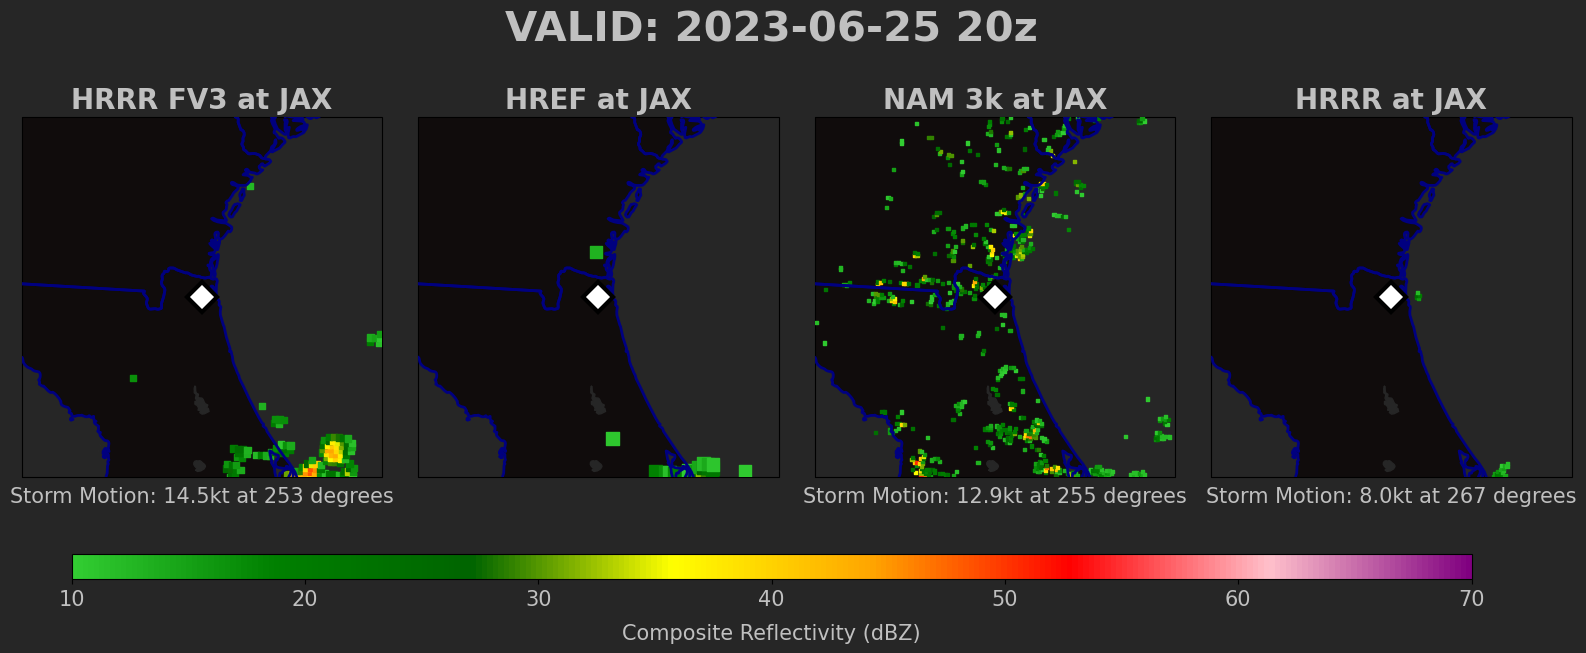 VALID: 2023-06-25 20z
HRRR FV3 at JAX
HREF at JAX
NAM 3k at JAX
HRRR at JAX
Storm Motion: 14.5kt at 253 degrees
Storm Motion: 12.9kt at 255 degrees
Storm Motion: 8.0kt at 267 degrees
10 20 30 40 50 60 70
Composite Reflectivity (dBZ)